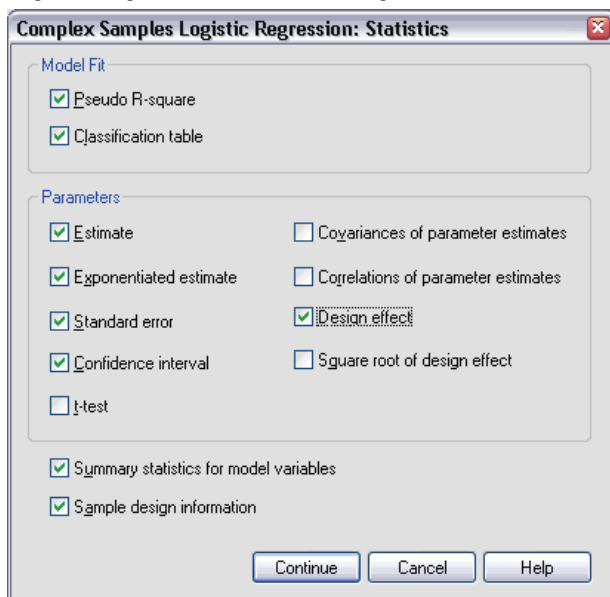 Complex Samples Logistic Regression: Statistics
Model Fit
Pseudo R-square
Classification table
Parameters
Estimate
Covariances of parameter estimates
Exponentiated estimate
Correlations of parameter estimates
Standard error
Design effect
Confidence interval
Square root of design effect
t-test
Summary statistics for model variables
Sample design information
Continue
Cancel
Help